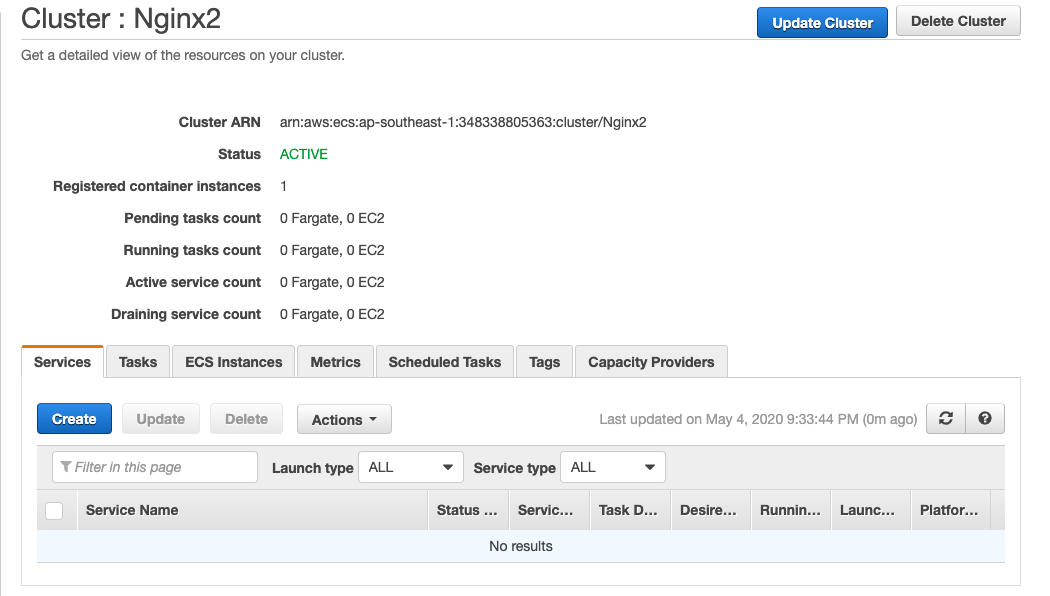 Cluster : Nginx2
Update Cluster
Delete Cluster
Get a detailed view of the resources on your cluster.
Cluster ARN arn:aws:ecs:ap-southeast-1:348338805363:cluster/Nginx2
Status ACTIVE
Registered container instances 1
Pending tasks count 0 Fargate, 0 EC2
Running tasks count 0 Fargate, 0 EC2
Active service count 0 Fargate, 0 EC2
Draining service count 0 Fargate, 0 EC2
Services Tasks ECS Instances Metrics Scheduled Tasks Tags Capacity Providers
Create Update Delete Actions Last updated on May 4, 2020 9:33:44 PM (0m ago) ?
Filter in this page Launch type ALL Service type ALL
Service Name Status ... Servic... Task D... Desire... Runnin... Launc... Platfor...
No results